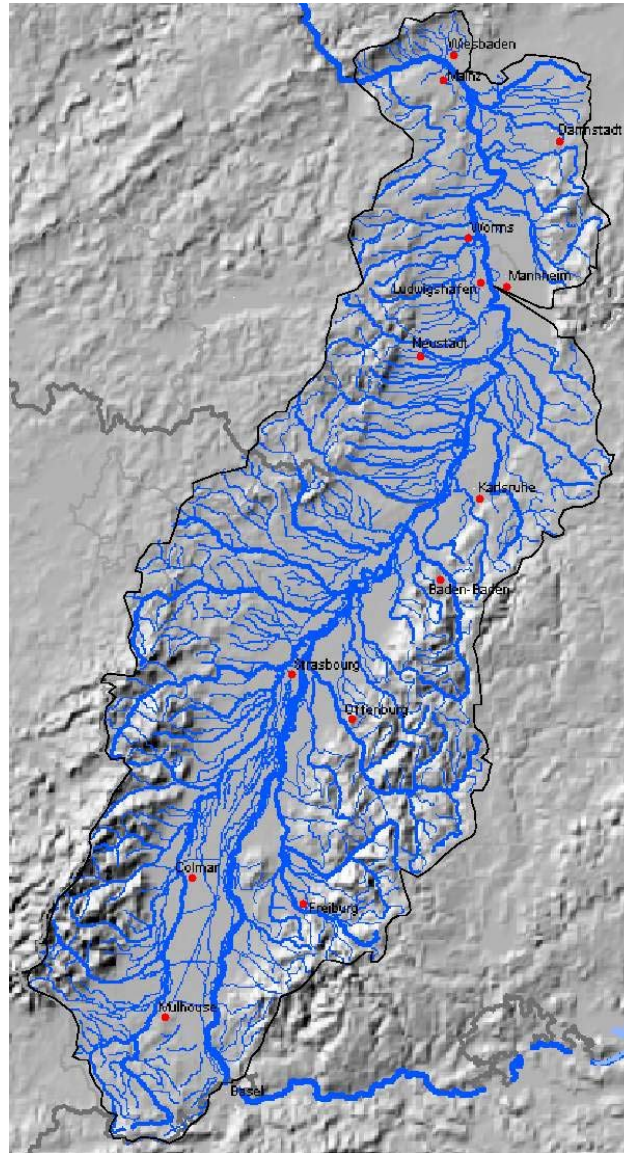 Wiesbaden
Mainz
Darmstadt
Worms
Mannheim
Ludwigshafen
Neustadt
Karlsruhe
Baden-Baden
Strasbourg
Offenburg
Colmar
Freiburg
Mulhouse
Basel